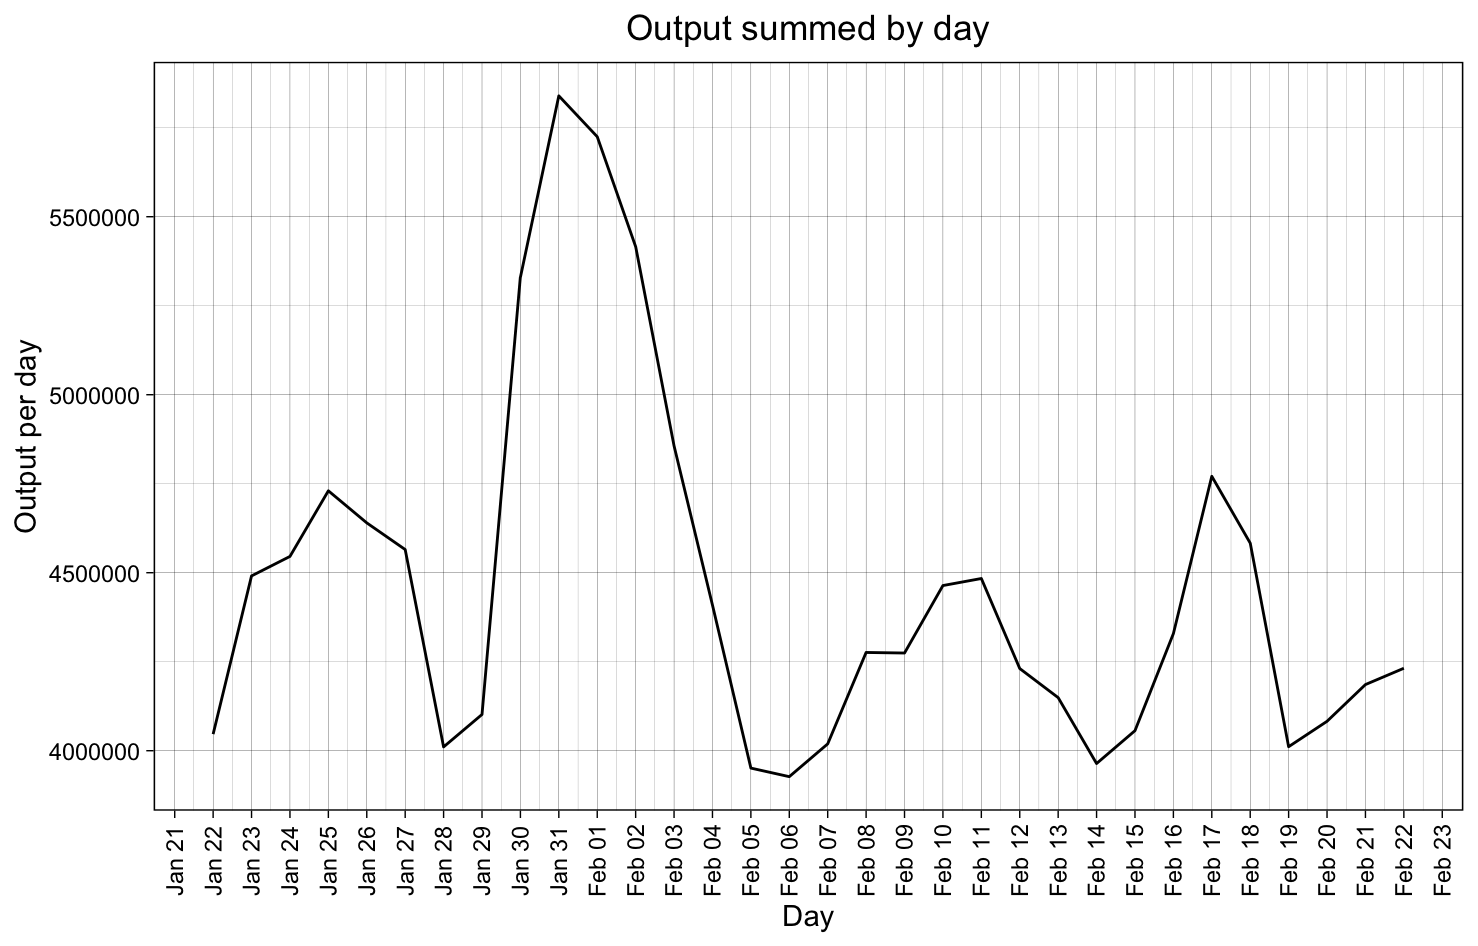 Output summed by day
Output per day
5500000
5000000
4500000
4000000
Jan 21
Jan 22
Jan 23
Jan 24
Jan 25
Jan 26
Jan 27
Jan 28
Jan 29
Jan 30
Jan 31
Feb 01
Feb 02
Feb 03
Feb 04
Feb 05
Feb 06
Feb 07
Feb 08
Feb 09
Feb 10
Feb 11
Feb 12
Feb 13
Feb 14
Feb 15
Feb 16
Feb 17
Feb 18
Feb 19
Feb 20
Feb 21
Feb 22
Feb 23
Day